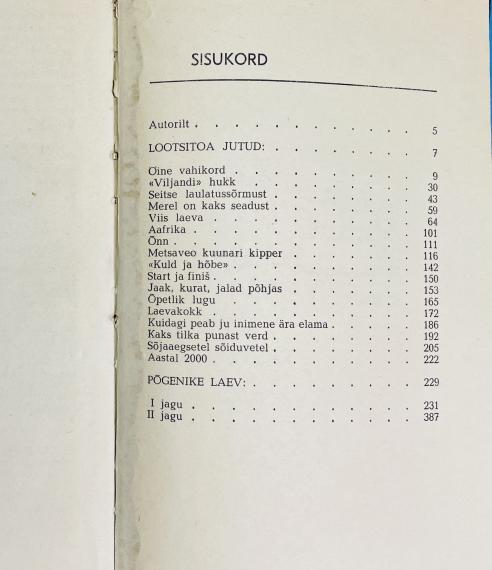 SISUKORD
Autorilt . . . . . . . . . . 5
LOOTSITOA JUTUD: . . . . . . . 7
Öine vahikord . . . . . . . . 9
«Viljandi» hukk . . . . . . . 30
Seitse laulatussõrmust . . . . . . 43
Merel on kaks seadust . . . . . . 59
Viis laeva . . . . . . . . . 64
Aafrika . . . . . . . . . . 101
Õnn . . . . . . . . . . . 111
Metsaveo kuunari kipper . . . . . 116
«Kuld ja hõbe» . . . . . . . . 142
Start ja finiš . . . . . . . . . 150
Jaak, kurat, jalad põhjas . . . . . 153
Õpetlik lugu . . . . . . . . 165
Laevakokk . . . . . . . . . 172
Kuidagi peab ju inimene ära elama . . . 186
Kaks tilka punast verd . . . . . . 192
Sõjaaegsetel sõiduvetel . . . . . . 205
Aastal 2000 . . . . . . . . . 222
PÕGENIKE LAEV: . . . . . . . . 229
I jagu . . . . . . . . . . 231
II jagu . . . . . . . . . . 387